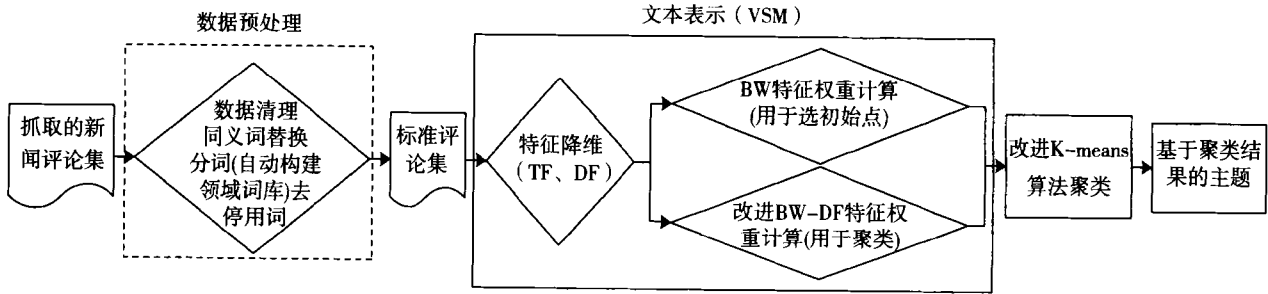 数据预处理
文本表示(VSM)
抓取的新
闻评论集
数据清理
同义词替换
分词(自动构建
领域词库)去
停用词
标准评
论集
特征降维
(TF、DF)
BW特征权重计算
(用于选初始点)
改进BW-DF特征权
重计算(用于聚类)
改进K-means
算法聚类
基于聚类结
果的主题